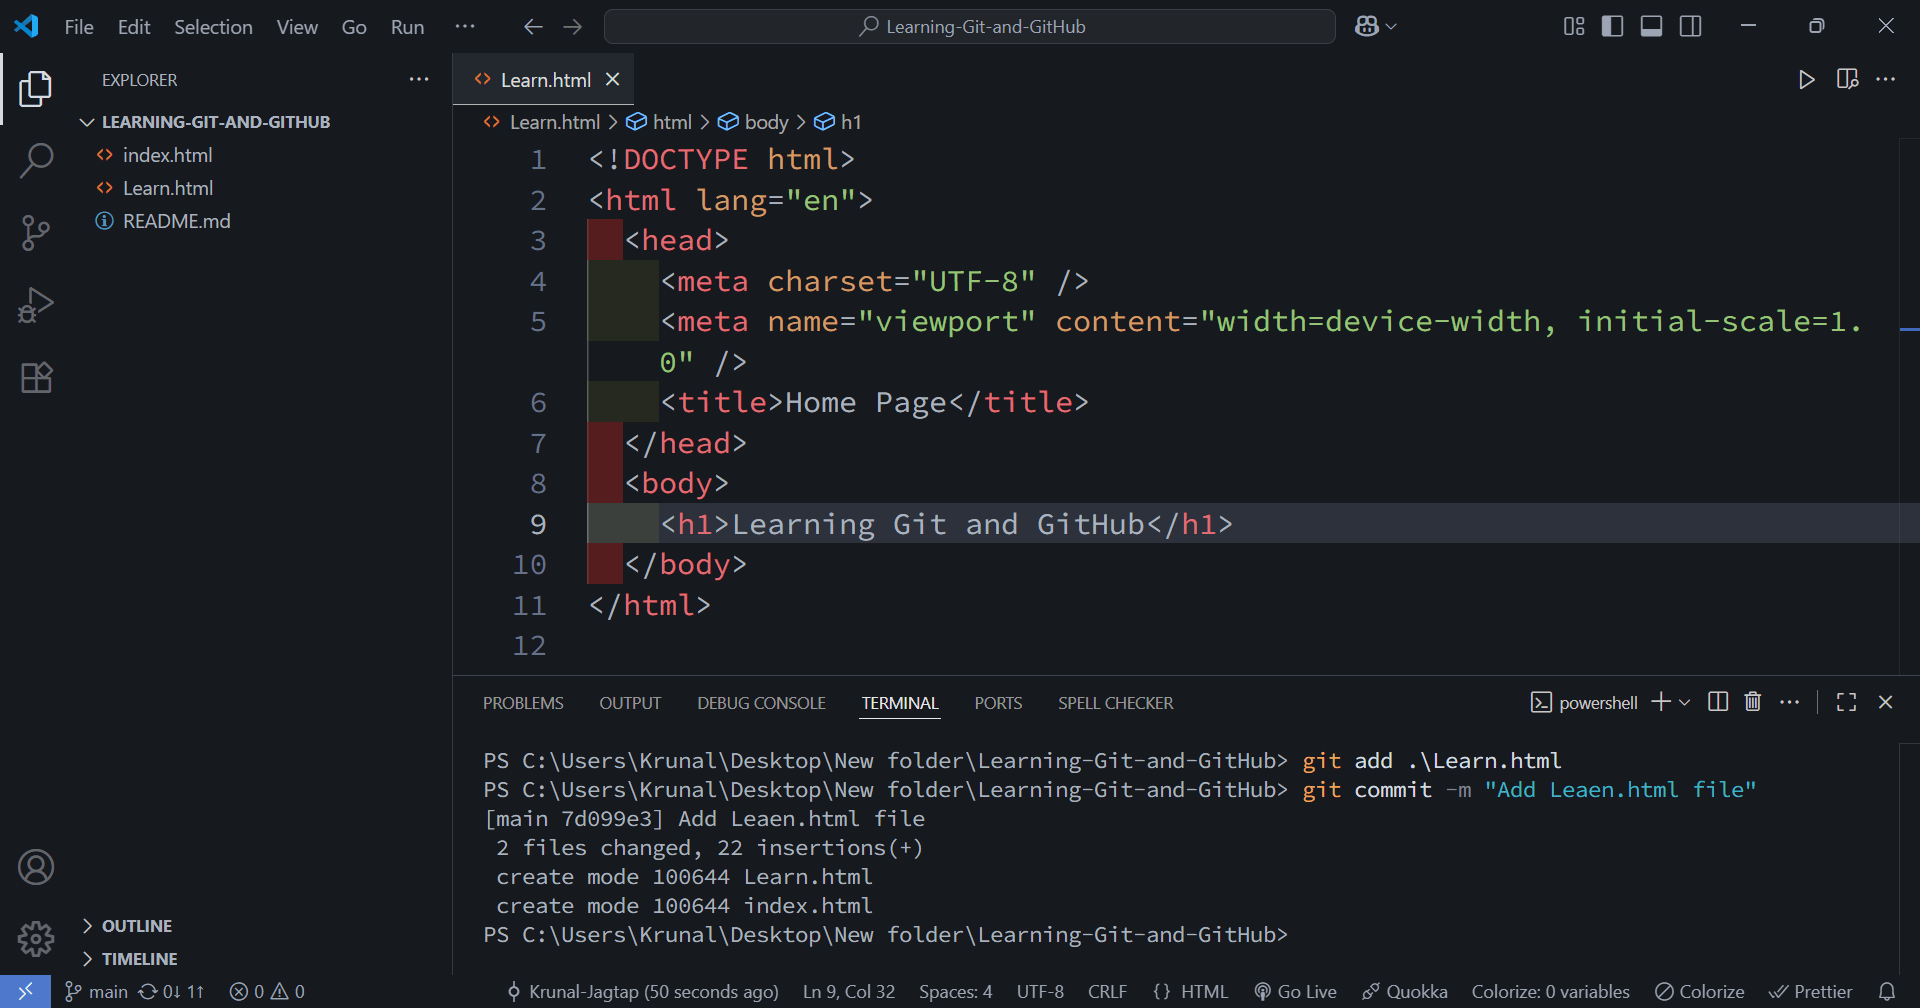 File Edit Selection View Go Run ··· Learning-Git-and-GitHub
EXPLORER ···
LEARNING-GIT-AND-GITHUB
index.html
Learn.html
README.md
OUTLINE
TIMELINE
Learn.html
Learn.html > html > body > h1
1 <!DOCTYPE html>
2 <html lang="en">
3 <head>
4 <meta charset="UTF-8" />
5 <meta name="viewport" content="width=device-width, initial-scale=1.
0" />
6 <title>Home Page</title>
7 </head>
8 <body>
9 <h1>Learning Git and GitHub</h1>
10 </body>
11 </html>
12
PROBLEMS OUTPUT DEBUG CONSOLE TERMINAL PORTS SPELL CHECKER powershell
PS C:\Users\Krunal\Desktop\New folder\Learning-Git-and-GitHub> git add .\Learn.html
PS C:\Users\Krunal\Desktop\New folder\Learning-Git-and-GitHub> git commit -m "Add Leaen.html file"
[main 7d099e3] Add Leaen.html file
2 files changed, 22 insertions(+)
create mode 100644 Learn.html
create mode 100644 index.html
PS C:\Users\Krunal\Desktop\New folder\Learning-Git-and-GitHub>
main 0↓ 1↑ 0 0 Krunal-Jagtap (50 seconds ago) Ln 9, Col 32 Spaces: 4 UTF-8 CRLF {} HTML Go Live Quokka Colorize: 0 variables Colorize Prettier